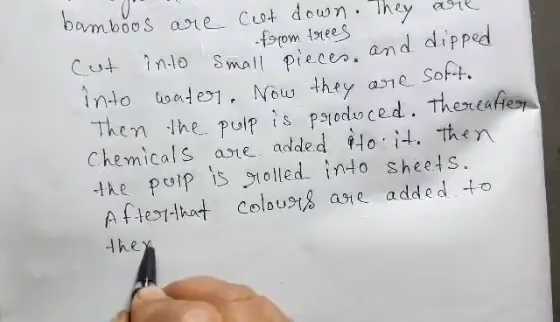 bamboos are cut down. They are
from trees
cut into small pieces. and dipped
into water. Now they are soft.
Then the pulp is produced. Thereafter
chemicals are added to it. Then
the pulp is rolled into sheets.
After that colours are added to
the